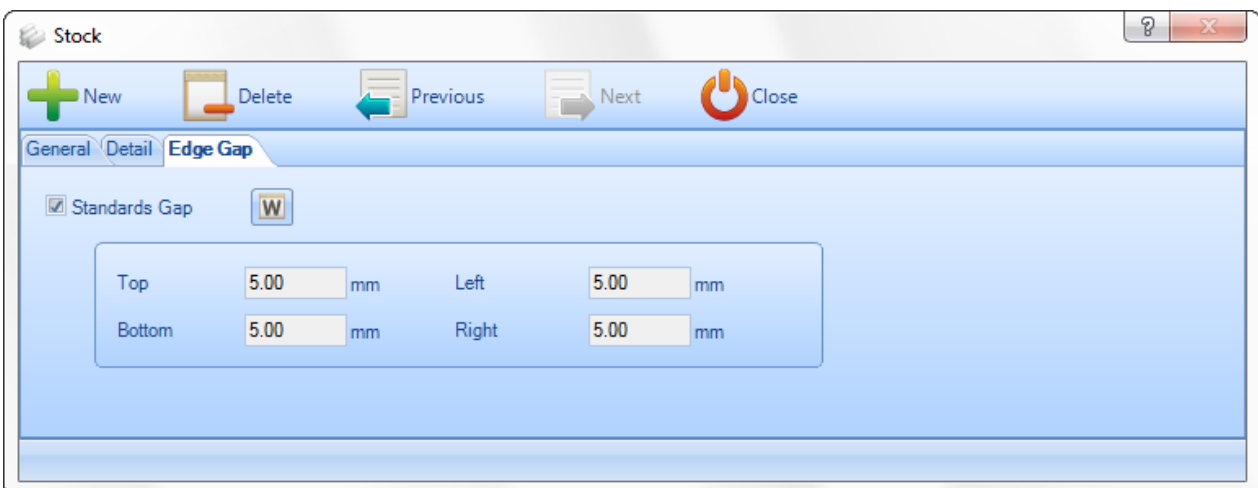 Stock
?
New Delete Previous Next Close
General Detail Edge Gap
Standards Gap W
Top 5.00 mm Left 5.00 mm
Bottom 5.00 mm Right 5.00 mm